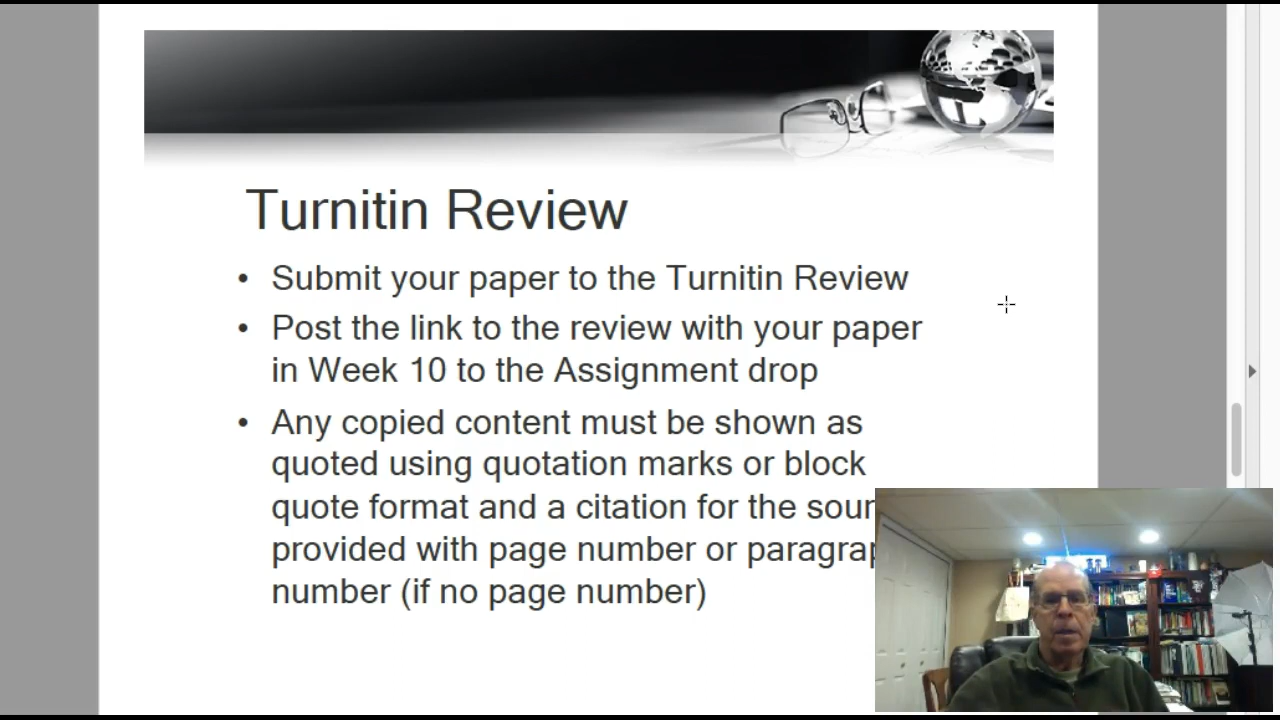 Turnitin Review
• Submit your paper to the Turnitin Review
• Post the link to the review with your paper
in Week 10 to the Assignment drop
• Any copied content must be shown as
quoted using quotation marks or block
quote format and a citation for the
provided with page number or
number (if no page number)